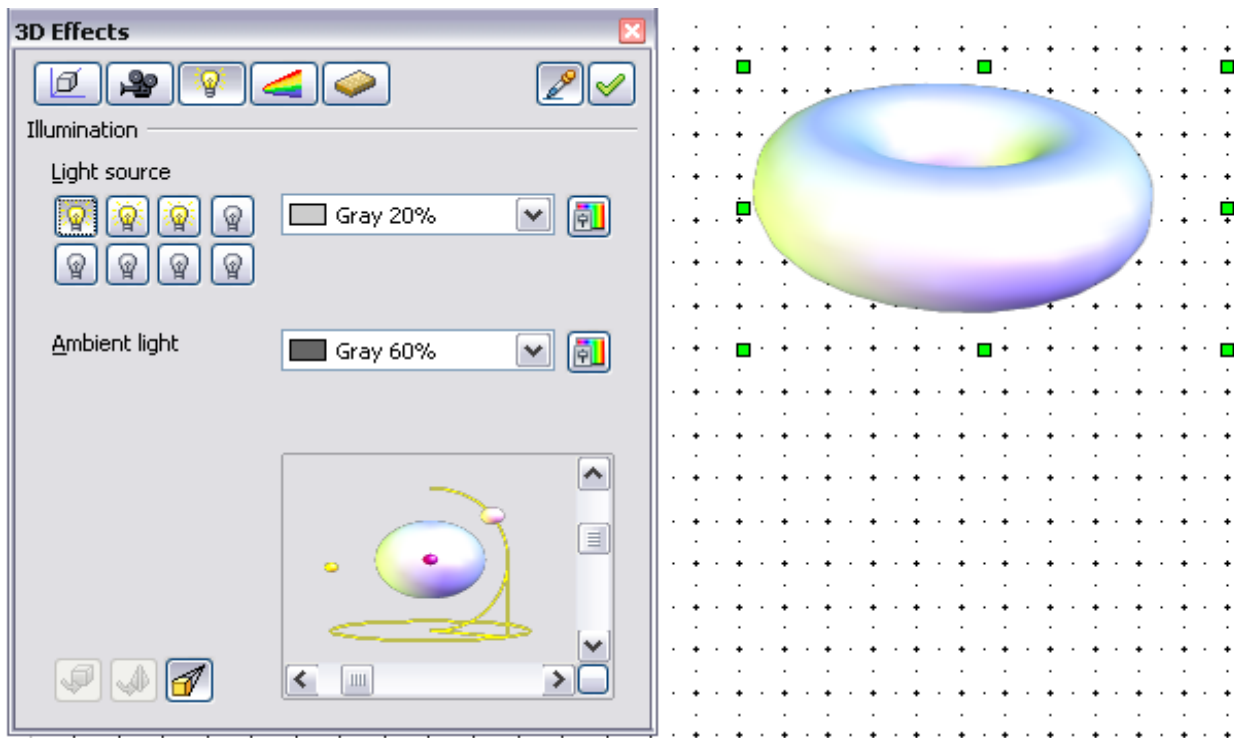 3D Effects
Illumination
Light source
Gray 20%
Ambient light
Gray 60%